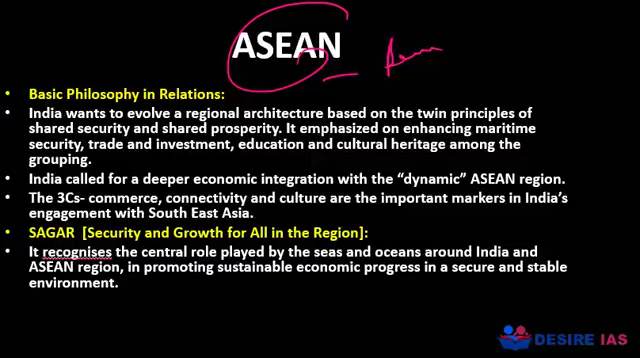 ASEAN
• Basic Philosophy in Relations:
• India wants to evolve a regional architecture based on the twin principles of
shared security and shared prosperity. It emphasized on enhancing maritime
security, trade and investment, education and cultural heritage among the
grouping.
• India called for a deeper economic integration with the “dynamic” ASEAN region.
• The 3Cs- commerce, connectivity and culture are the important markers in India's
engagement with South East Asia.
• SAGAR [Security and Growth for All in the Region]:
• It recognises the central role played by the seas and oceans around India and
ASEAN region, in promoting sustainable economic progress in a secure and stable
environment.
DESIRE IAS